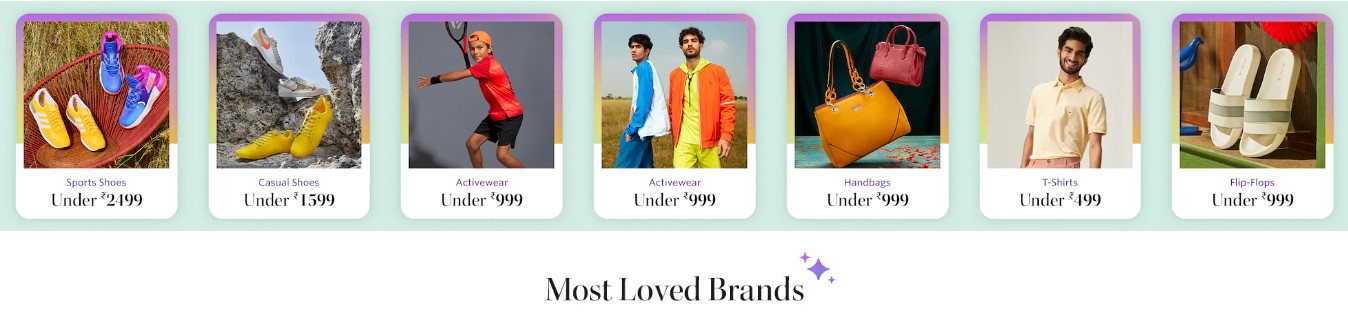 Sports Shoes
Under ₹2499
Casual Shoes
Under ₹1599
Activewear
Under ₹999
Activewear
Under ₹999
Handbags
Under ₹999
T-Shirts
Under ₹499
Flip-Flops
Under ₹999
Most Loved Brands